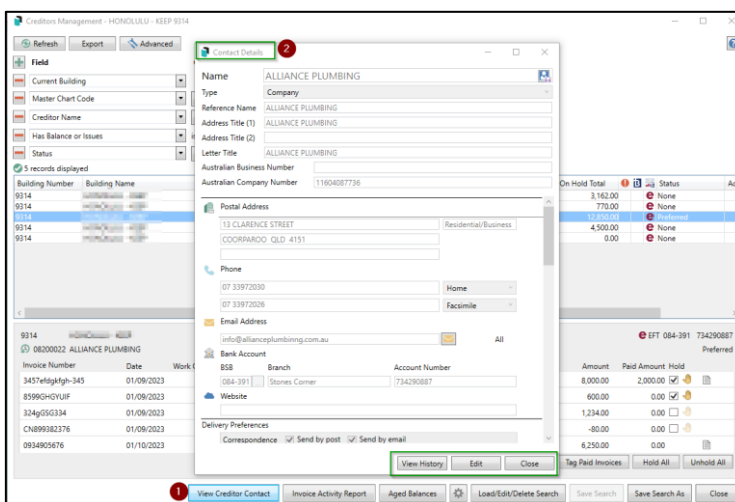 Creditors Management - HONOLULU - KEEP 9314
Refresh Export Advanced
Field
Current Building
Master Chart Code
Creditor Name
Has Balance or Issues
Status
5 records displayed
Building Number Building Name On Hold Total Status
9314 3,162.00 None
9314 770.00 None
9314 12,850.00 Preferred
9314 4,500.00 None
9314 0.00 None
Contact Details 2
Name ALLIANCE PLUMBING
Type Company
Reference Name ALLIANCE PLUMBING
Address Title (1) ALLIANCE PLUMBING
Address Title (2)
Letter Title ALLIANCE PLUMBING
Australian Business Number
Australian Company Number 11604087736
Postal Address
13 CLARENCE STREET Residential/Business
COORPAROO QLD 4151
Phone
07 33972030 Home
07 33972026 Facsimile
Email Address
info@allianceplumbinng.com.au All
Bank Account
BSB Branch Account Number
084-391 Stones Corner 734290887
Website
Delivery Preferences
Correspondence Send by post Send by email
View History Edit Close
9314 EFT 084-391 734290887
08200022 ALLIANCE PLUMBING Preferred
Invoice Number Date Work Amount Paid Amount Hold
3457efdgkfgh-345 01/09/2023 8,000.00 2,000.00
8599GHGYUIF 01/09/2023 600.00 0.00
324gGSG334 01/09/2023 1,234.00 0.00
CN899382376 01/09/2023 -80.00 0.00
0934905676 01/10/2023 6,250.00 0.00
Tag Paid Invoices Hold All Unhold All
1 View Creditor Contact Invoice Activity Report Aged Balances Load/Edit/Delete Search Save Search Save Search As Close